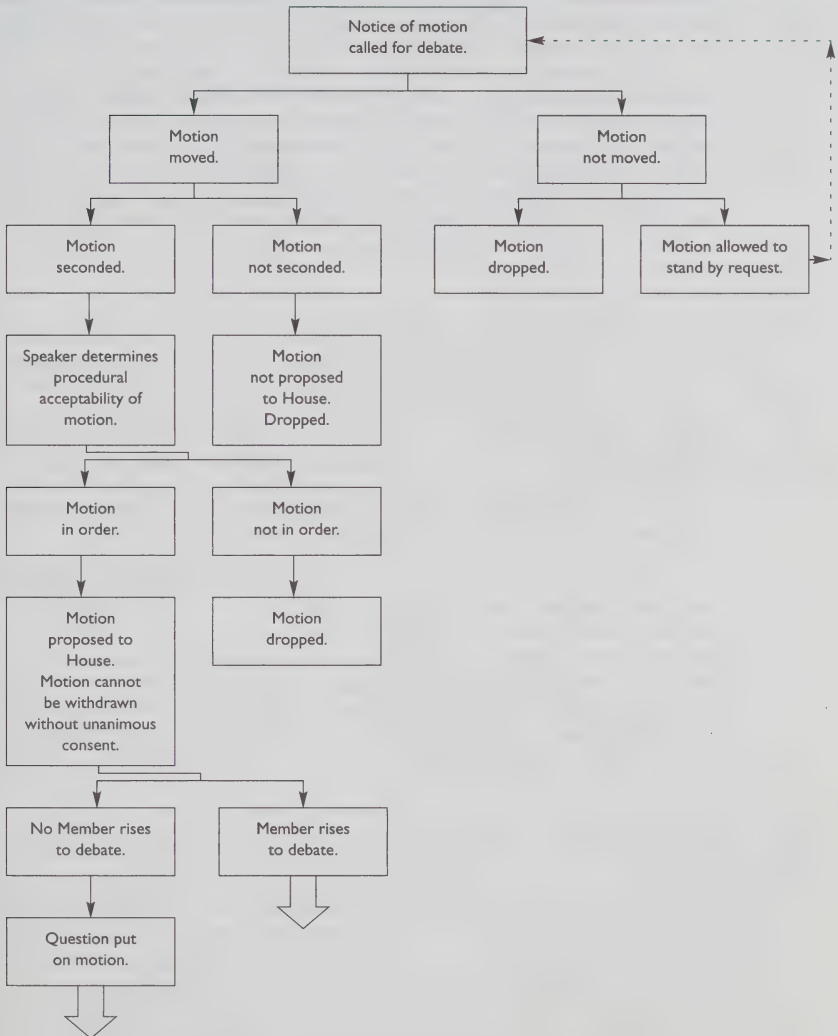 Notice of motion
called for debate.
Motion
moved.
Motion
not moved.
Motion
seconded.
Motion
not seconded.
Motion
dropped.
Motion allowed to
stand by request.
Speaker determines
procedural
acceptability of
motion.
Motion
not proposed
to House.
Dropped.
Motion
in order.
Motion
not in order.
Motion
proposed to
House.
Motion cannot
be withdrawn
without unanimous
consent.
Motion
dropped.
No Member rises
to debate.
Member rises
to debate.
Question put
on motion.